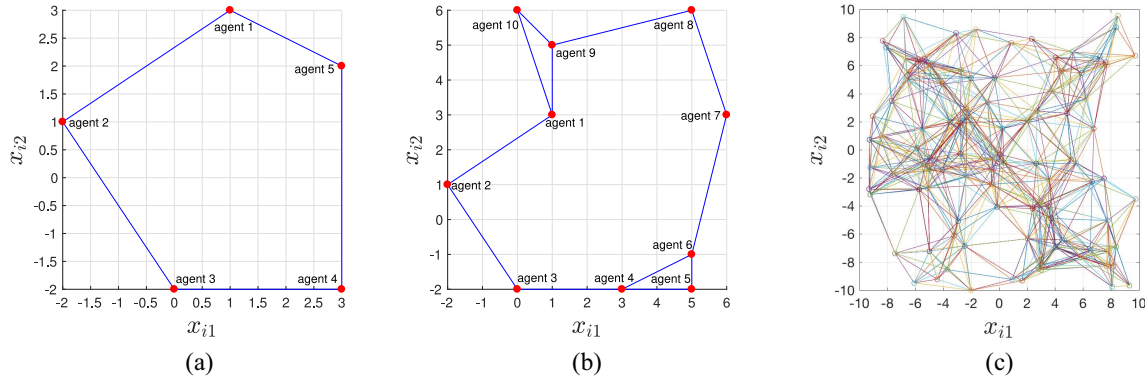 3
2.5
2
1.5
1
0.5
0
-0.5
-1
-1.5
-2
-2 -1.5 -1 -0.5 0 0.5 1 1.5 2 2.5 3
x_{i2}
x_{i1}
agent 1
agent 5
agent 2
agent 3
agent 4
(a)
6
5
4
3
2
1
0
-1
-2
-2 -1 0 1 2 3 4 5 6
x_{i2}
x_{i1}
agent 10
agent 8
agent 9
agent 1
agent 7
agent 2
agent 6
agent 3
agent 4
agent 5
(b)
10
8
6
4
2
0
-2
-4
-6
-8
-10
-10 -8 -6 -4 -2 0 2 4 6 8 10
x_{i2}
x_{i1}
(c)